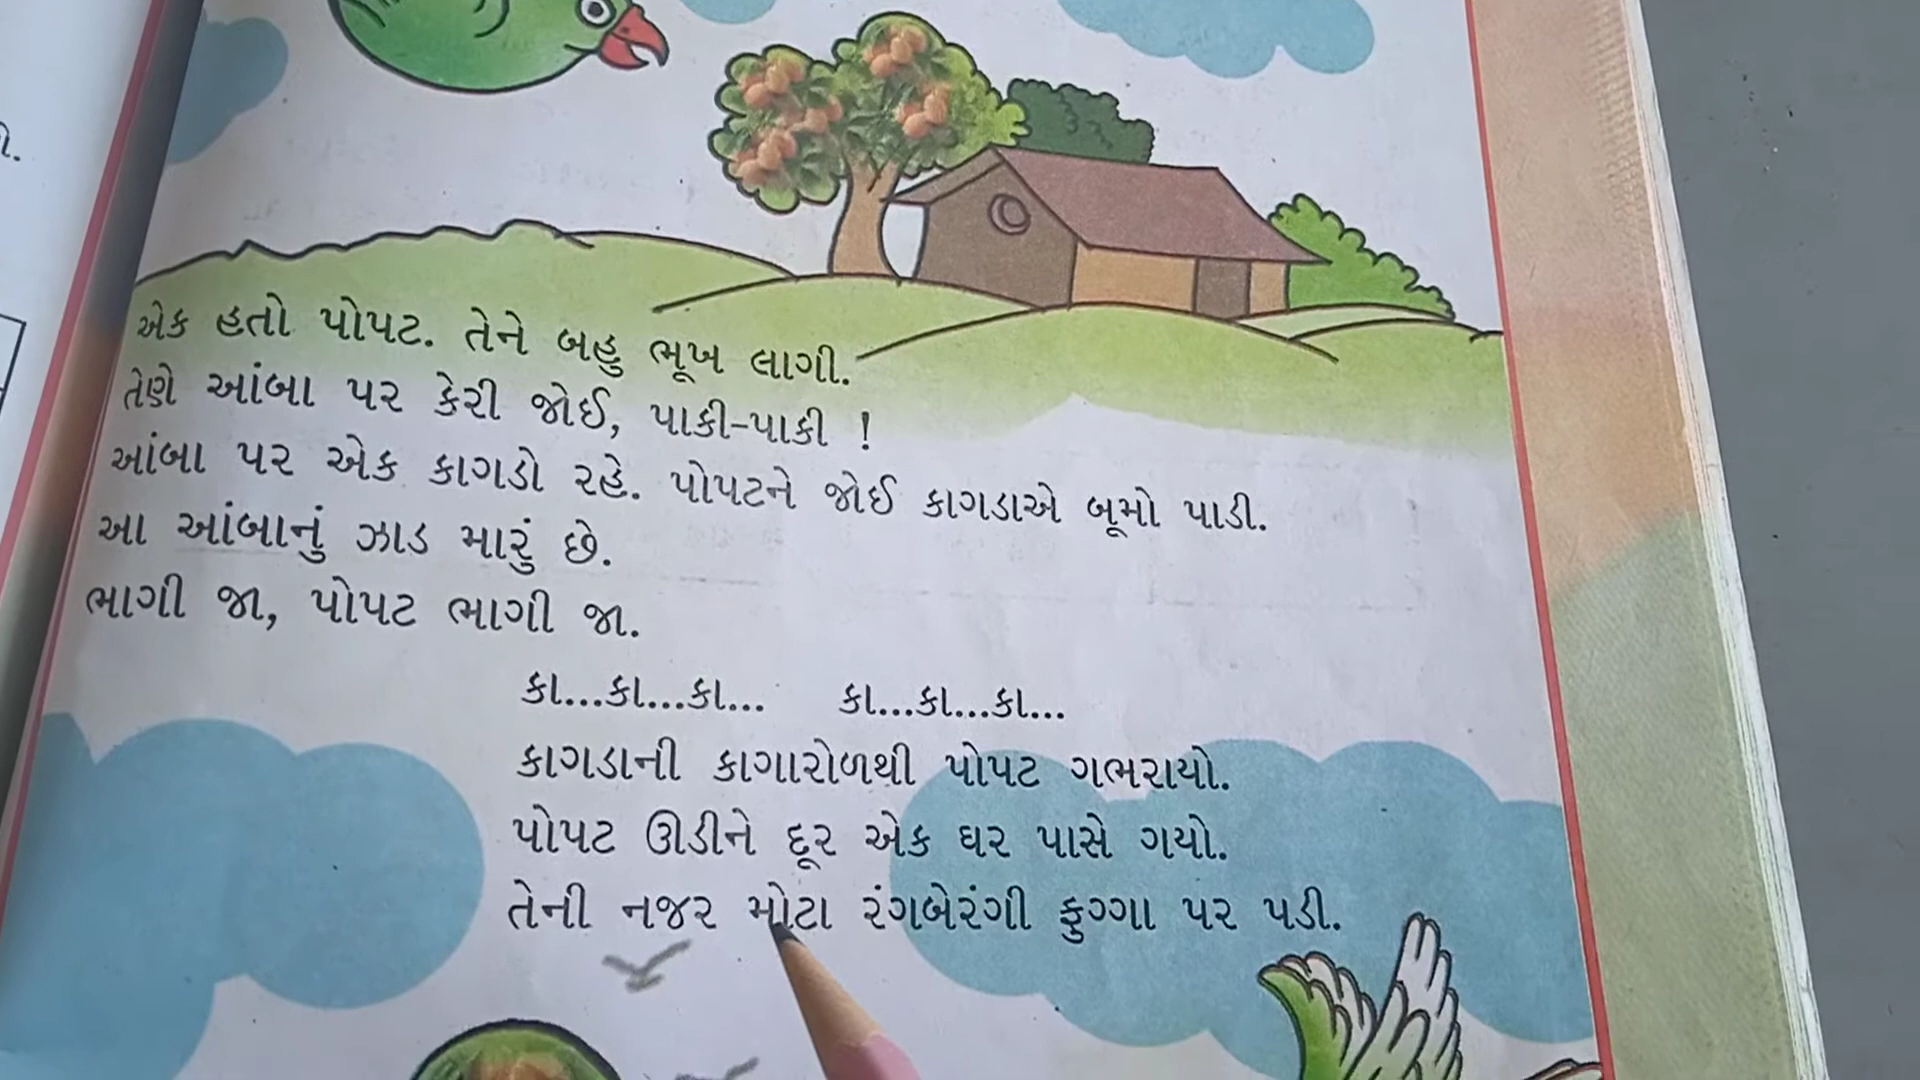 એક હતો પોપટ. તેને બહુ ભૂખ લાગી.
તેણે આંબા પર કેરી જોઈ, પાકી-પાકી !
આંબા પર એક કાગડો રહે. પોપટને જોઈ કાગડાએ બૂમો પાડી.
આ આંબાનું ઝાડ મારું છે.
ભાગી જા, પોપટ ભાગી જા.
કા...કા...કા... કા...કા...કા...
કાગડાની કાગારોળથી પોપટ ગભરાયો.
પોપટ ઊડીને દૂર એક ઘર પાસે ગયો.
તેની નજર મોટા રંગબેરંગી ફુગ્ગા પર પડી.